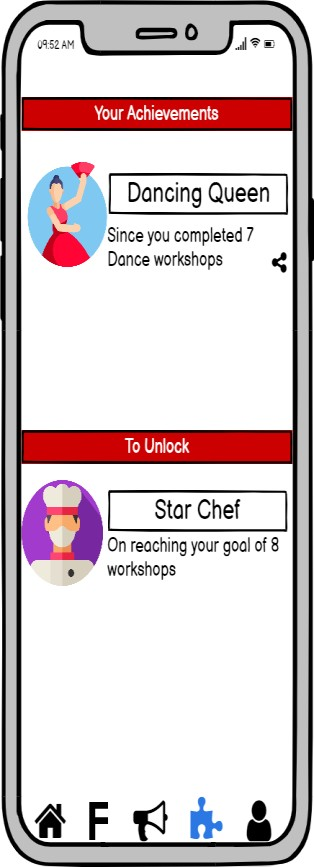 09:52 AM
Your Achievements
Dancing Queen
Since you completed 7
Dance workshops
To Unlock
Star Chef
On reaching your goal of 8
workshops
F